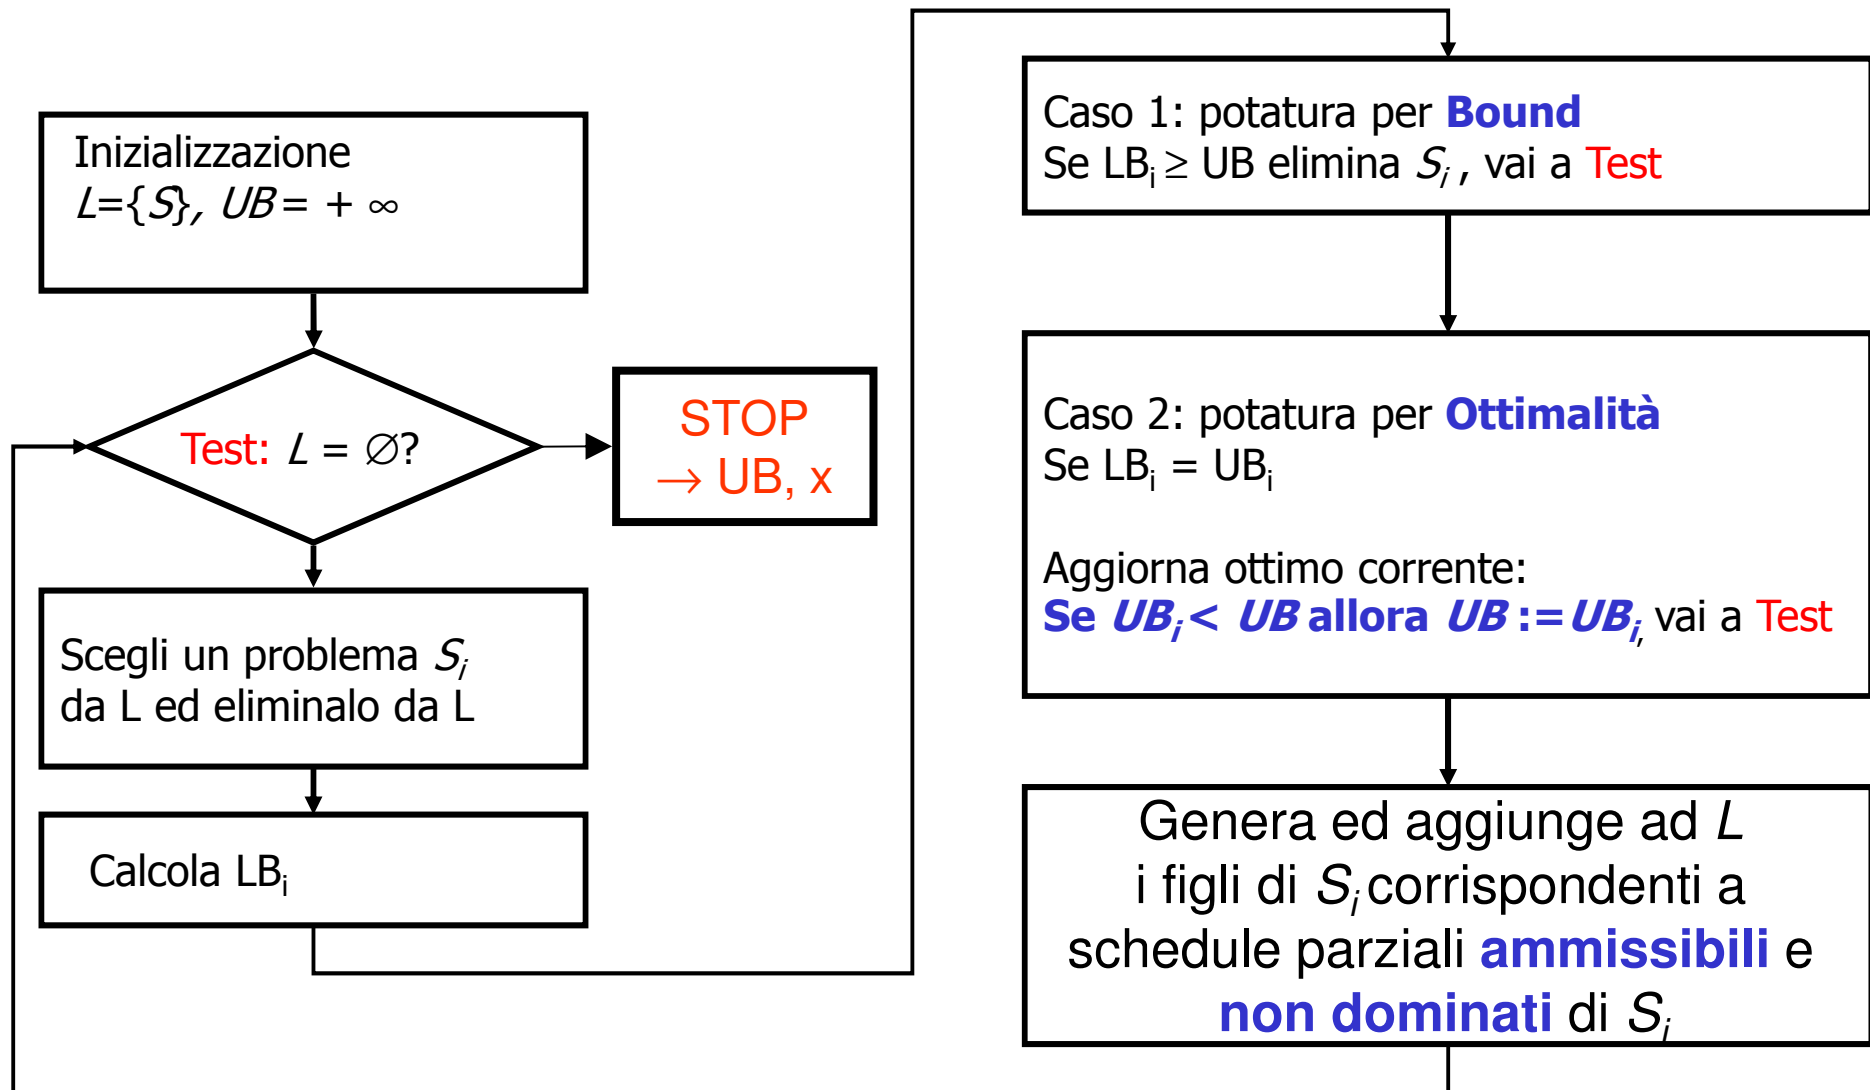 Inizializzazione
L={S}, UB = + ∞
Test: L = ∅?
STOP
→ UB, x
Scegli un problema Sᵢ
da L ed eliminalo da L
Calcola LBᵢ
Caso 1: potatura per Bound
Se LBᵢ ≥ UB elimina Sᵢ , vai a Test
Caso 2: potatura per Ottimalità
Se LBᵢ = UBᵢ
Aggiorna ottimo corrente:
Se UBᵢ < UB allora UB := UBᵢ, vai a Test
Genera ed aggiunge ad L
i figli di Sᵢ corrispondenti a
schedule parziali ammissibili e
non dominati di Sᵢ